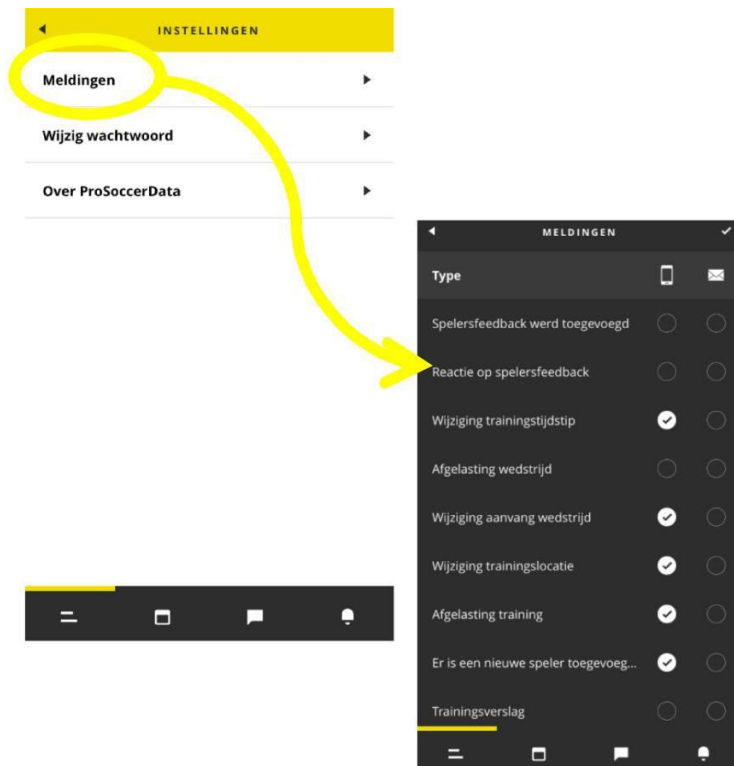 INSTELLINGEN
Meldingen
Wijzig wachtwoord
Over ProSoccerData
MELDINGEN
Type
Spelersfeedback werd toegevoegd
Reactie op spelersfeedback
Wijziging trainingstijdstip
Afgelasting wedstrijd
Wijziging aanvang wedstrijd
Wijziging trainingslocatie
Afgelasting training
Er is een nieuwe speler toegevoeg...
Trainingsverslag